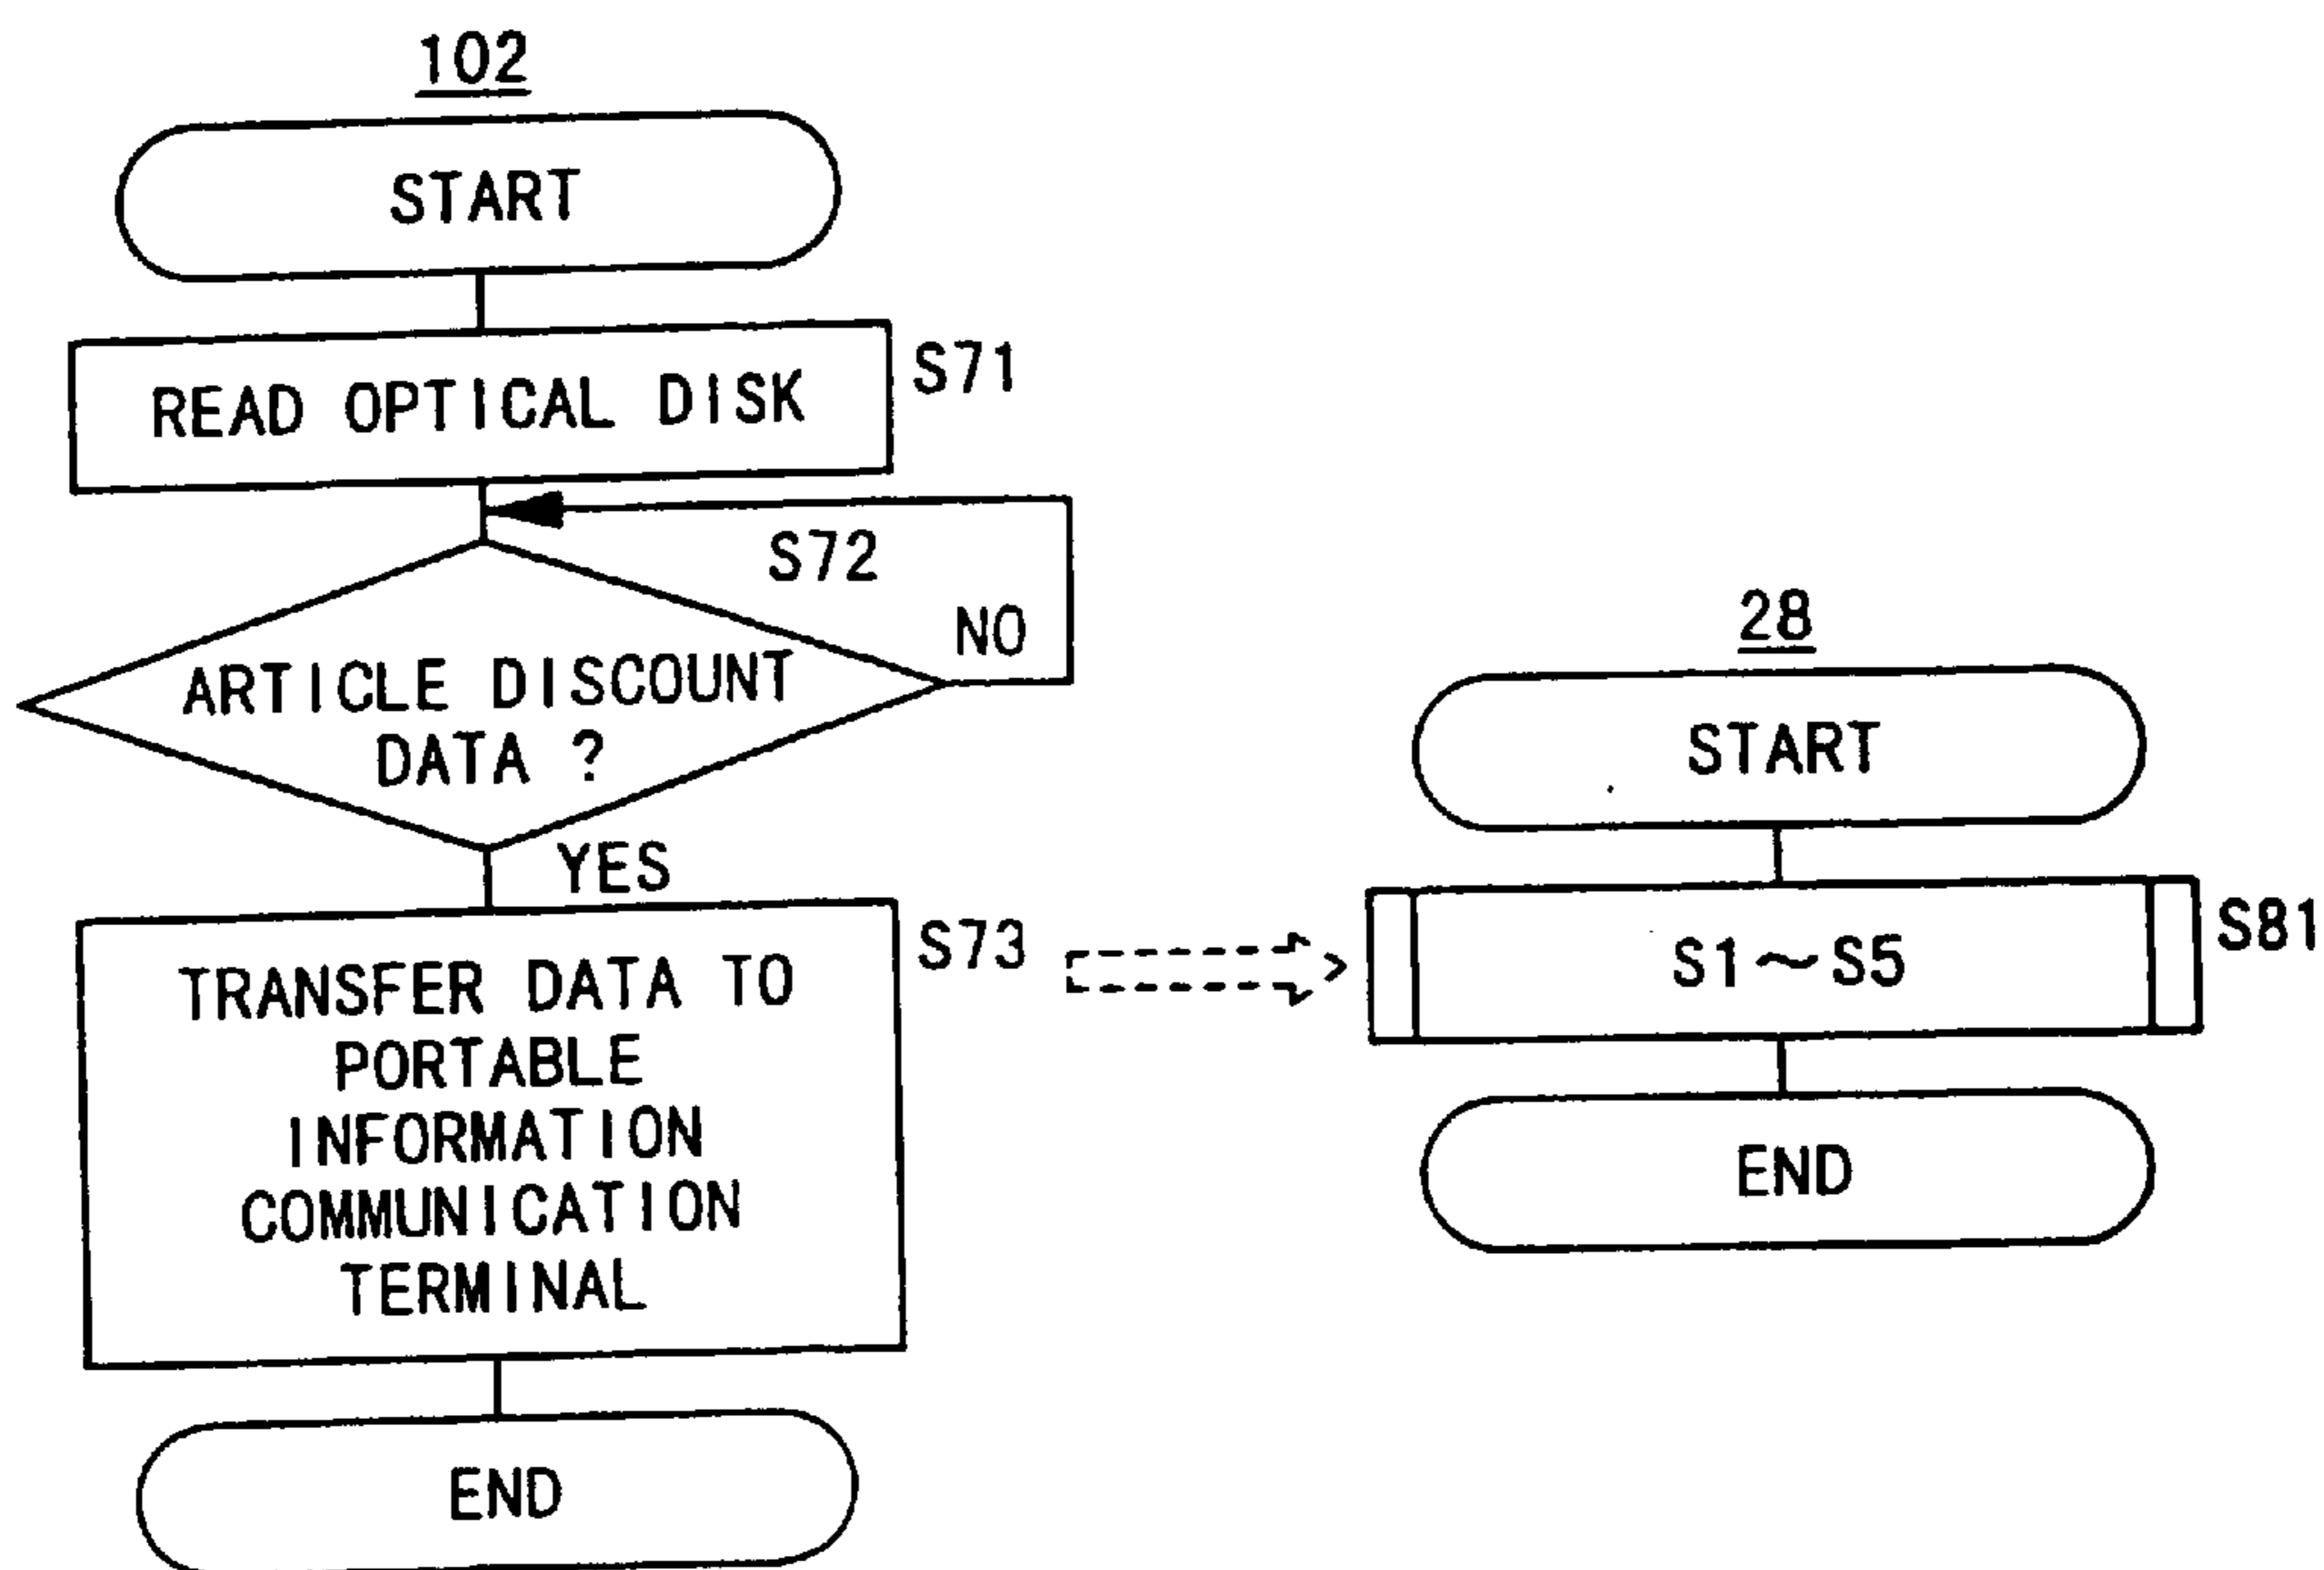 102
START
READ OPTICAL DISK
S71
S72
NO
ARTICLE DISCOUNT
DATA ?
YES
TRANSFER DATA TO
PORTABLE
INFORMATION
COMMUNICATION
TERMINAL
S73
END
28
START
S1~S5
S81
END